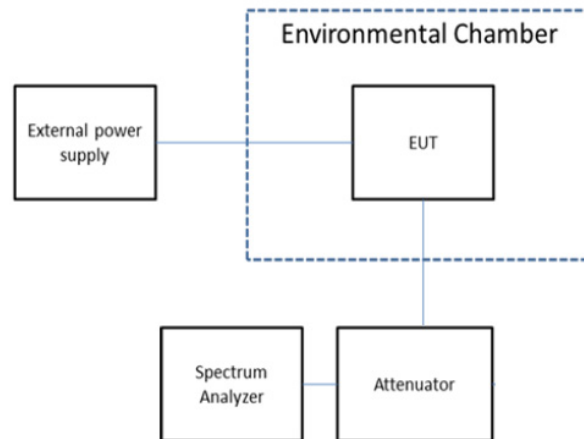 Environmental Chamber
External power
supply
EUT
Spectrum
Analyzer
Attenuator